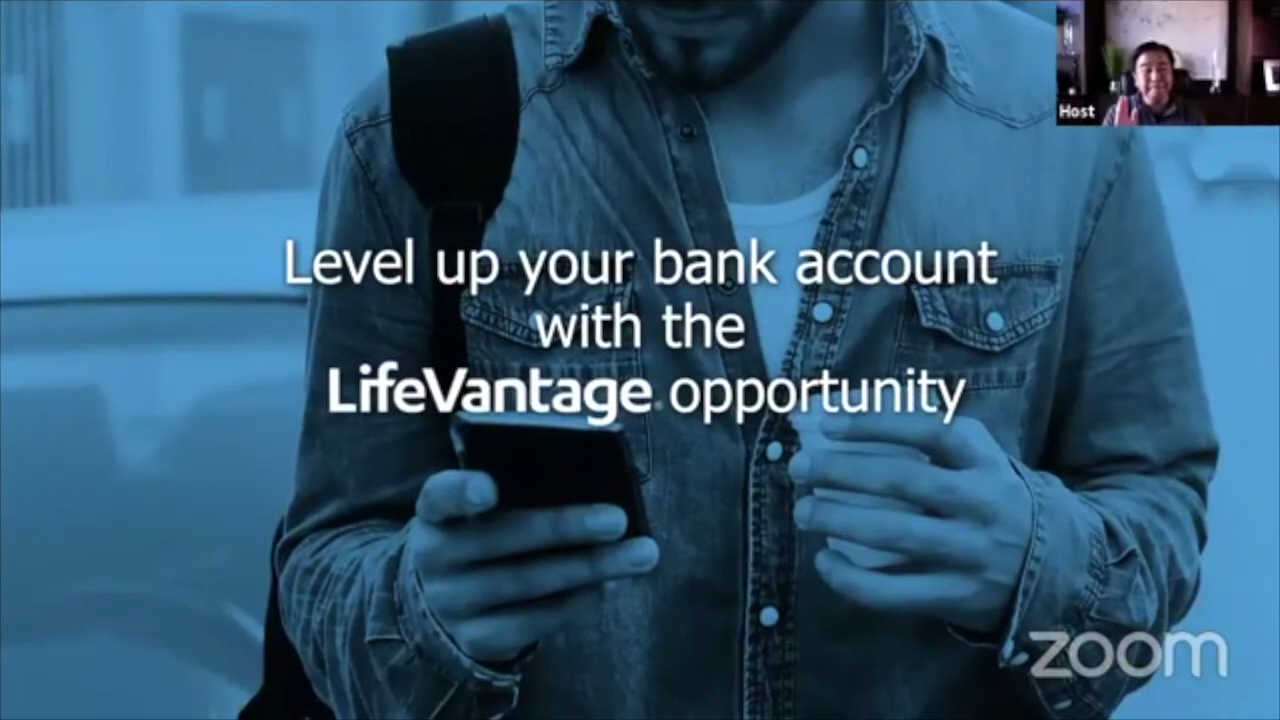 Host
Level up your bank account
with the
LifeVantage opportunity
zoom